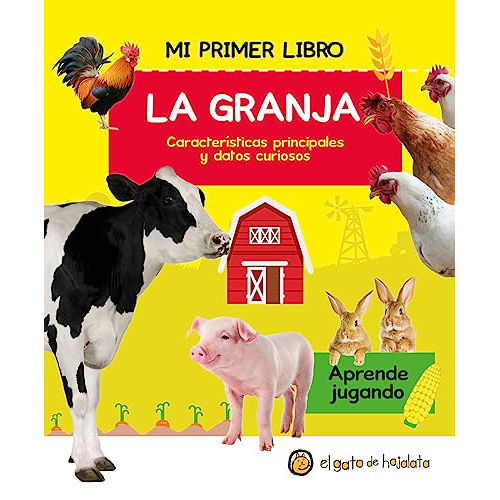 MI PRIMER LIBRO
LA GRANJA
Características principales
y datos curiosos
Aprende
jugando
el gato de hojalata